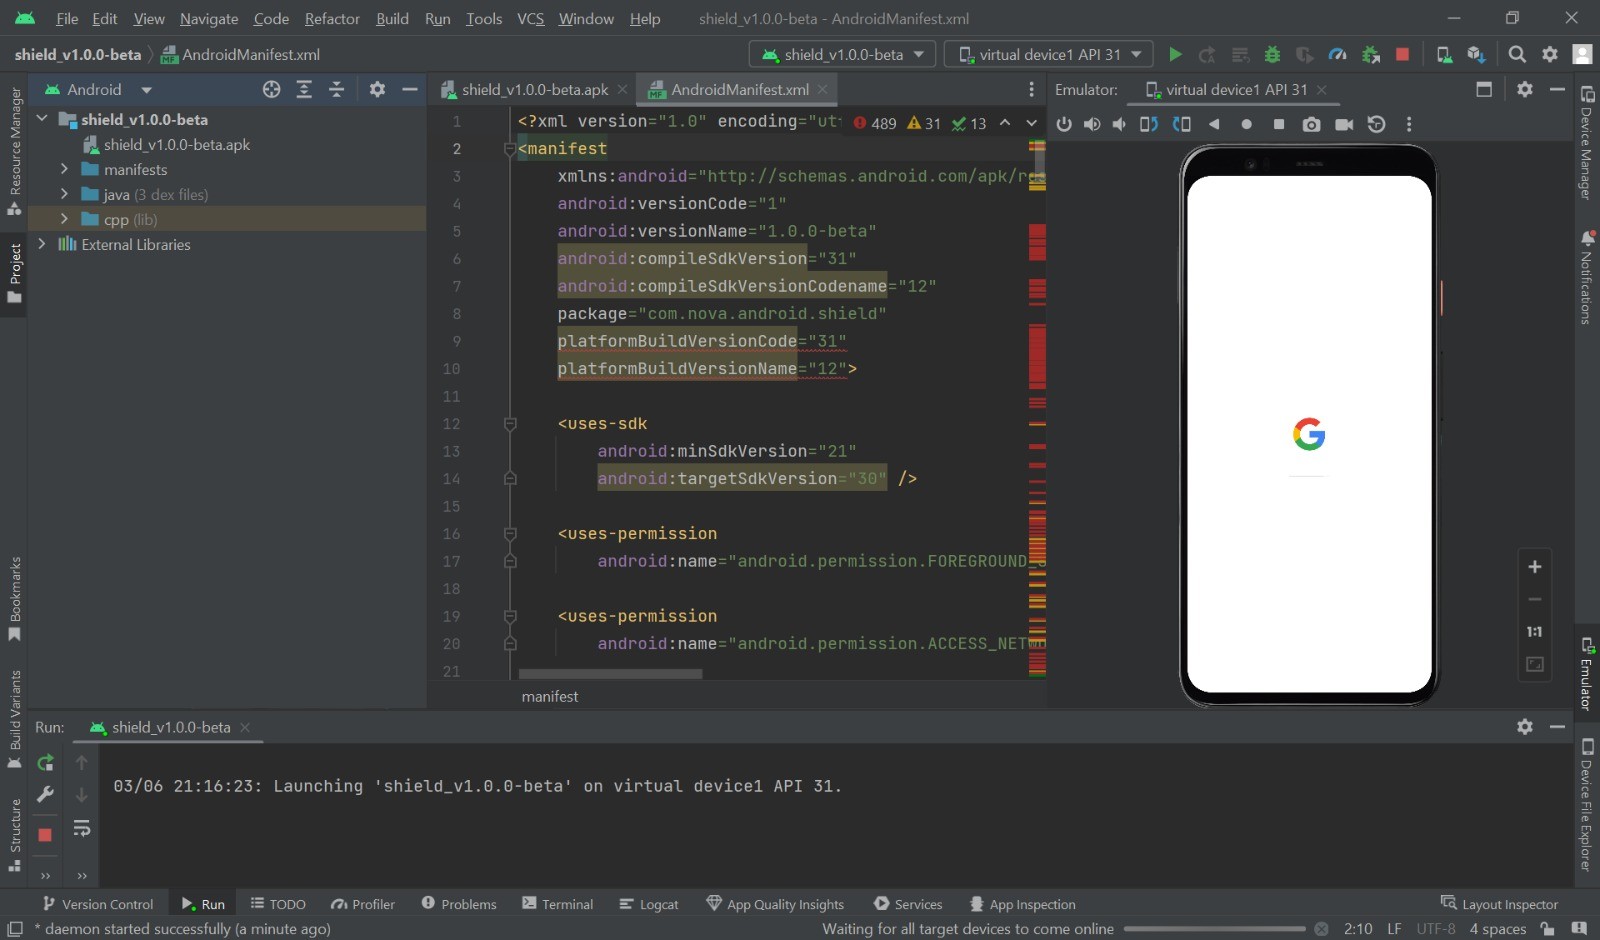 File Edit View Navigate Code Refactor Build Run Tools VCS Window Help shield_v1.0.0-beta - AndroidManifest.xml
shield_v1.0.0-beta AndroidManifest.xml shield_v1.0.0-beta virtual device1 API 31
Android
shield_v1.0.0-beta.apk AndroidManifest.xml
Emulator: virtual device1 API 31
Resource Manager
Project
Bookmarks
Build Variants
Structure
shield_v1.0.0-beta
shield_v1.0.0-beta.apk
manifests
java (3 dex files)
cpp (lib)
External Libraries
489 31 13
1 <?xml version="1.0" encoding="ut
2 <manifest
3 xmlns:android="http://schemas.android.com/apk/r
4 android:versionCode="1"
5 android:versionName="1.0.0-beta"
6 android:compileSdkVersion="31"
7 android:compileSdkVersionCodename="12"
8 package="com.nova.android.shield"
9 platformBuildVersionCode="31"
10 platformBuildVersionName="12">
11
12 <uses-sdk
13 android:minSdkVersion="21"
14 android:targetSdkVersion="30" />
15
16 <uses-permission
17 android:name="android.permission.FOREGROUND_
18
19 <uses-permission
20 android:name="android.permission.ACCESS_NET
21
manifest
G
1:1
Device Manager
Notifications
Emulator
Device File Explorer
Run: shield_v1.0.0-beta
03/06 21:16:23: Launching 'shield_v1.0.0-beta' on virtual device1 API 31.
Version Control Run TODO Profiler Problems Terminal Logcat App Quality Insights Services App Inspection Layout Inspector
* daemon started successfully (a minute ago) Waiting for all target devices to come online 2:10 LF UTF-8 4 spaces